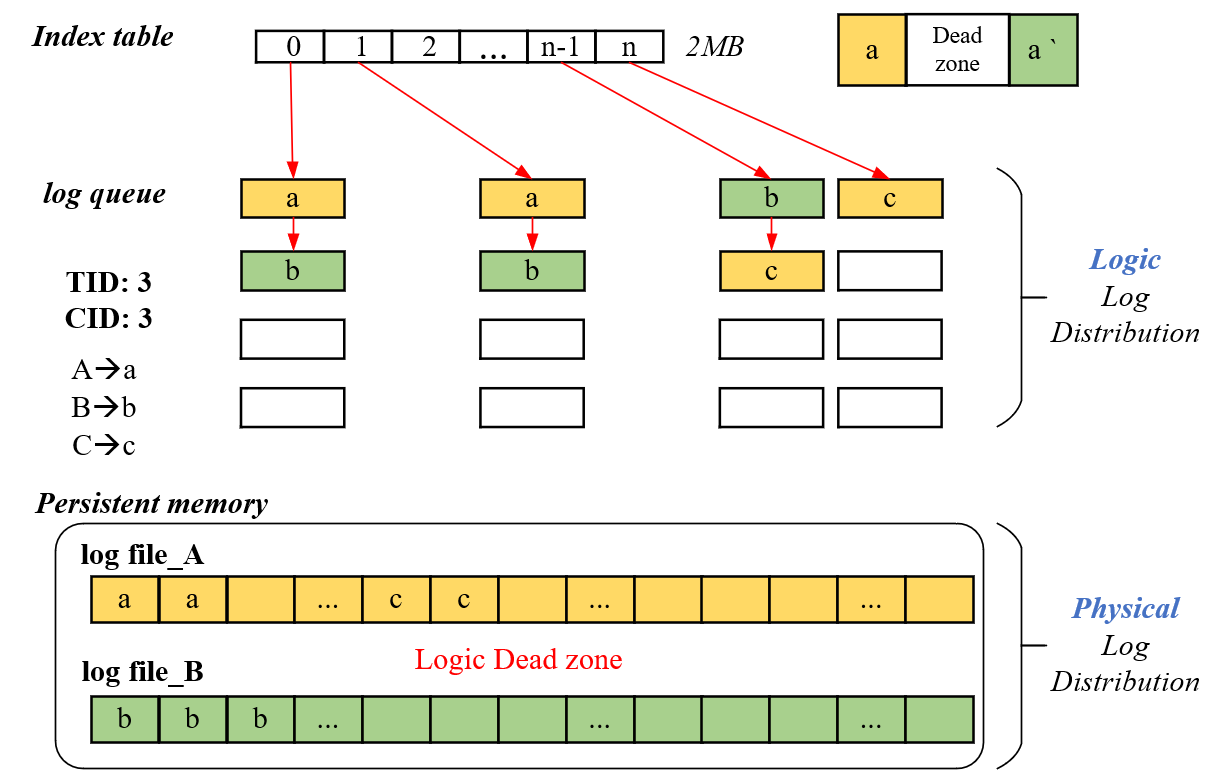 Index table
0 1 2 ... n-1 n
2MB
a
Dead
zone
a `
log queue
a a b c
b b c
TID: 3
CID: 3
A→a
B→b
C→c
Logic
Log
Distribution
Persistent memory
log file_A
a a ... c c ... ...
Logic Dead zone
log file_B
b b b ... ... ...
Physical
Log
Distribution